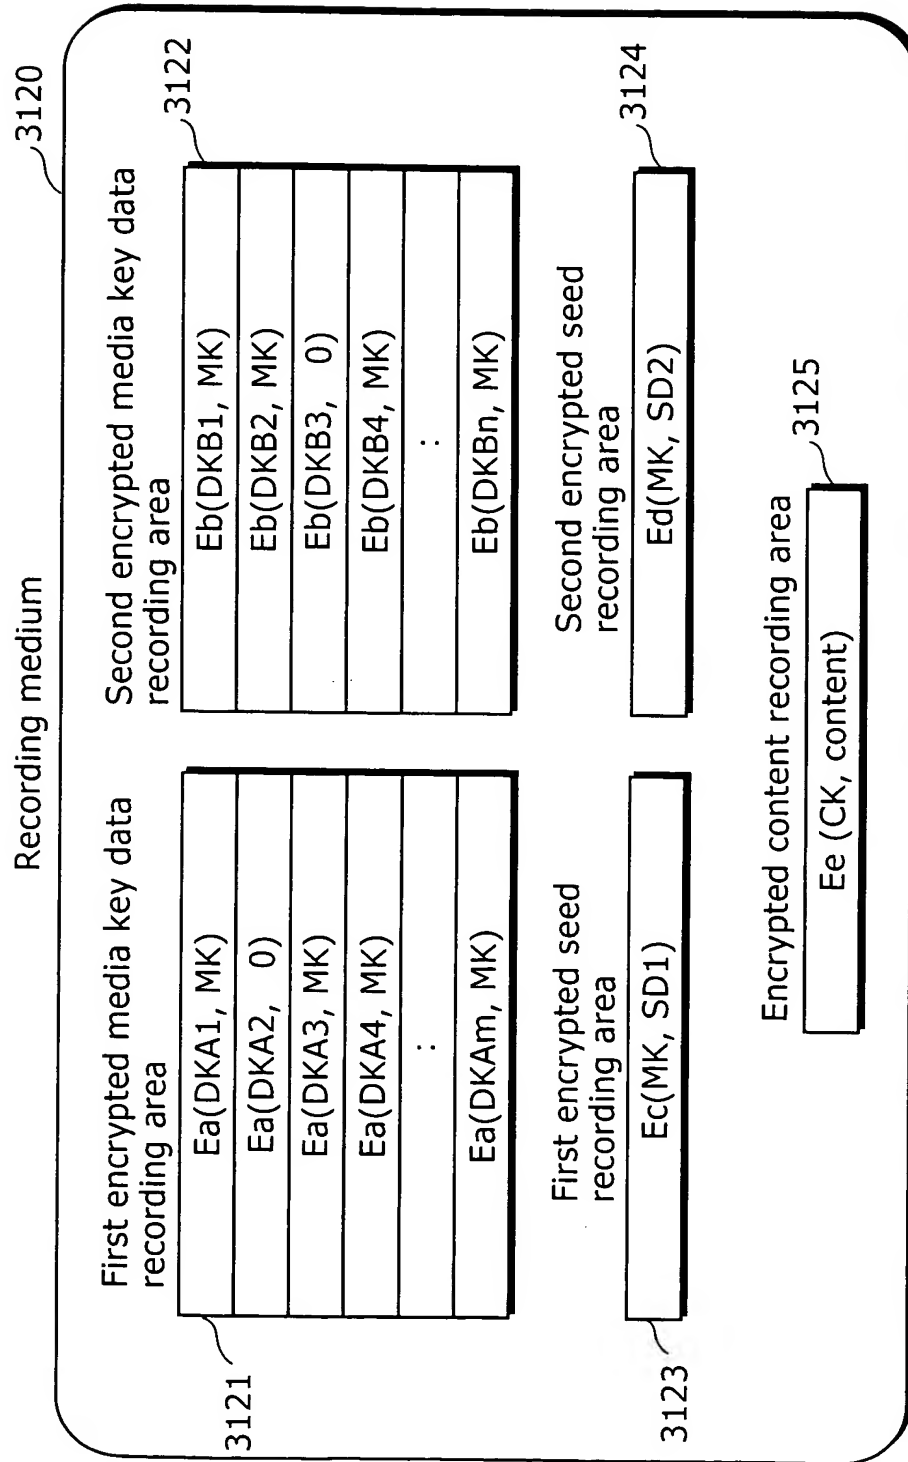 Recording medium
3120
First encrypted media key data
recording area
3121
Ea(DKA1, MK)
Ea(DKA2, 0)
Ea(DKA3, MK)
Ea(DKA4, MK)
:
Ea(DKAm, MK)
Second encrypted media key data
recording area
3122
Eb(DKB1, MK)
Eb(DKB2, MK)
Eb(DKB3, 0)
Eb(DKB4, MK)
:
Eb(DKBn, MK)
First encrypted seed
recording area
3123
Ec(MK, SD1)
Second encrypted seed
recording area
3124
Ed(MK, SD2)
Encrypted content recording area
3125
Ee (CK, content)